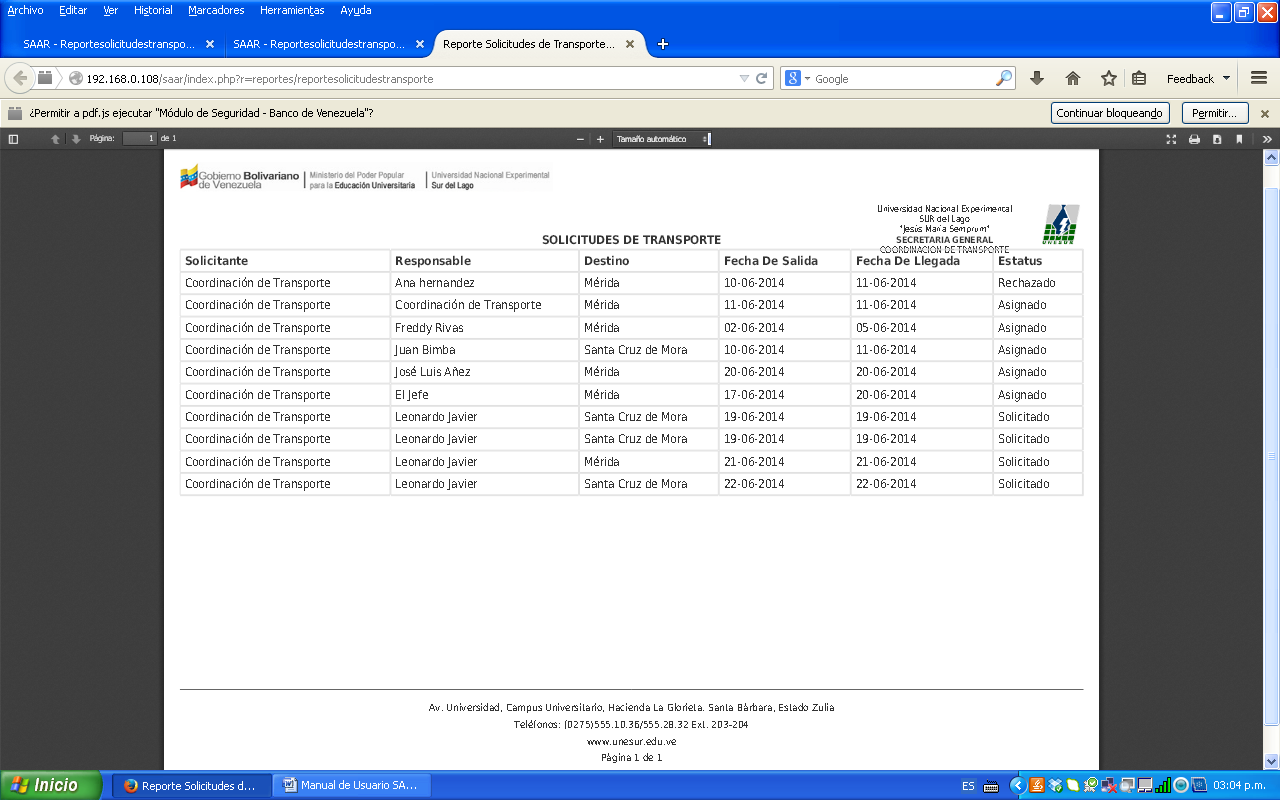 Archivo Editar Ver Historial Marcadores Herramientas Ayuda
SAAR - Reportesolicitudestranspo... SAAR - Reportesolicitudestranspo... Reporte Solicitudes de Transporte...
192.168.0.108/saar/index.php?r=reportes/reportesolicitudestransporte Google Feedback
¿Permitir a pdf.js ejecutar "Módulo de Seguridad - Banco de Venezuela"? Continuar bloqueando Permitir...
Página: 1 de 1 Tamaño automático
Gobierno Bolivariano de Venezuela
Ministerio del Poder Popular
para la Educación Universitaria
Universidad Nacional Experimental
Sur del Lago
Universidad Nacional Experimental
SUR del Lago
"Jesús María Semprum"
SECRETARIA GENERAL
COORDINACION DE TRANSPORTE
UNESUR
SOLICITUDES DE TRANSPORTE
Solicitante Responsable Destino Fecha De Salida Fecha De Llegada Estatus
Coordinación de Transporte Ana hernandez Mérida 10-06-2014 11-06-2014 Rechazado
Coordinación de Transporte Coordinación de Transporte Mérida 11-06-2014 11-06-2014 Asignado
Coordinación de Transporte Freddy Rivas Mérida 02-06-2014 05-06-2014 Asignado
Coordinación de Transporte Juan Bimba Santa Cruz de Mora 10-06-2014 11-06-2014 Asignado
Coordinación de Transporte José Luis Añez Mérida 20-06-2014 20-06-2014 Asignado
Coordinación de Transporte El Jefe Mérida 17-06-2014 20-06-2014 Asignado
Coordinación de Transporte Leonardo Javier Santa Cruz de Mora 19-06-2014 19-06-2014 Solicitado
Coordinación de Transporte Leonardo Javier Santa Cruz de Mora 19-06-2014 19-06-2014 Solicitado
Coordinación de Transporte Leonardo Javier Mérida 21-06-2014 21-06-2014 Solicitado
Coordinación de Transporte Leonardo Javier Santa Cruz de Mora 22-06-2014 22-06-2014 Solicitado
Av. Universidad, Campus Universitario, Hacienda La Glorieta. Santa Bárbara, Estado Zulia
Teléfonos: (0275)555.10.36/555.28.32 Ext. 203-204
www.unesur.edu.ve
Página 1 de 1
Inicio Reporte Solicitudes d... Manual de Usuario SA... ES 03:04 p.m.